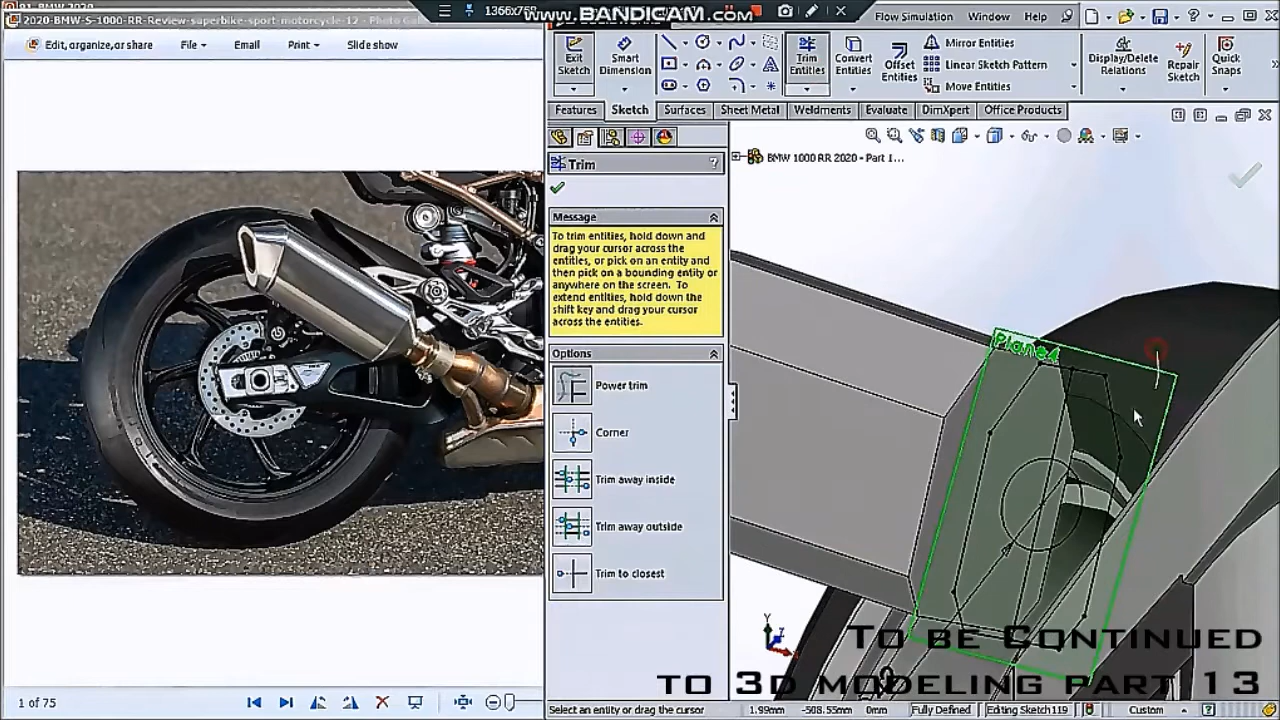 2020-BMW-S-1000-RR-Review-superbike-sport-motorcycle-12 - Photo Gal
1366x768
www.BANDICAM.com
Edit, organize,or share
File
Email
Print
Slide show
1 of 75
Flow Simulation
Window
Help
Exit Sketch
Smart Dimension
Trim Entities
Convert Entities
Offset Entities
Mirror Entities
Linear Sketch Pattern
Move Entities
Display/Delete Relations
Repair Sketch
Quick Snaps
Features
Sketch
Surfaces
Sheet Metal
Weldments
Evaluate
DimXpert
Office Products
Trim
?
BMW 1000 RR 2020 - Part 1...
Message
To trim entities, hold down and
drag your cursor across the
entities, or pick on an entity and
then pick on a bounding entity or
anywhere on the screen. To
extend entities, hold down the
shift key and drag your cursor
across the entities.
Options
Power trim
Corner
Trim away inside
Trim away outside
Trim to closest
Plane4
To be Continued
to 3d modeling part 13
Select an entity or drag the cursor
1.99mm
-508.55mm
0mm
Fully Defined
Editing Sketch119
Custom